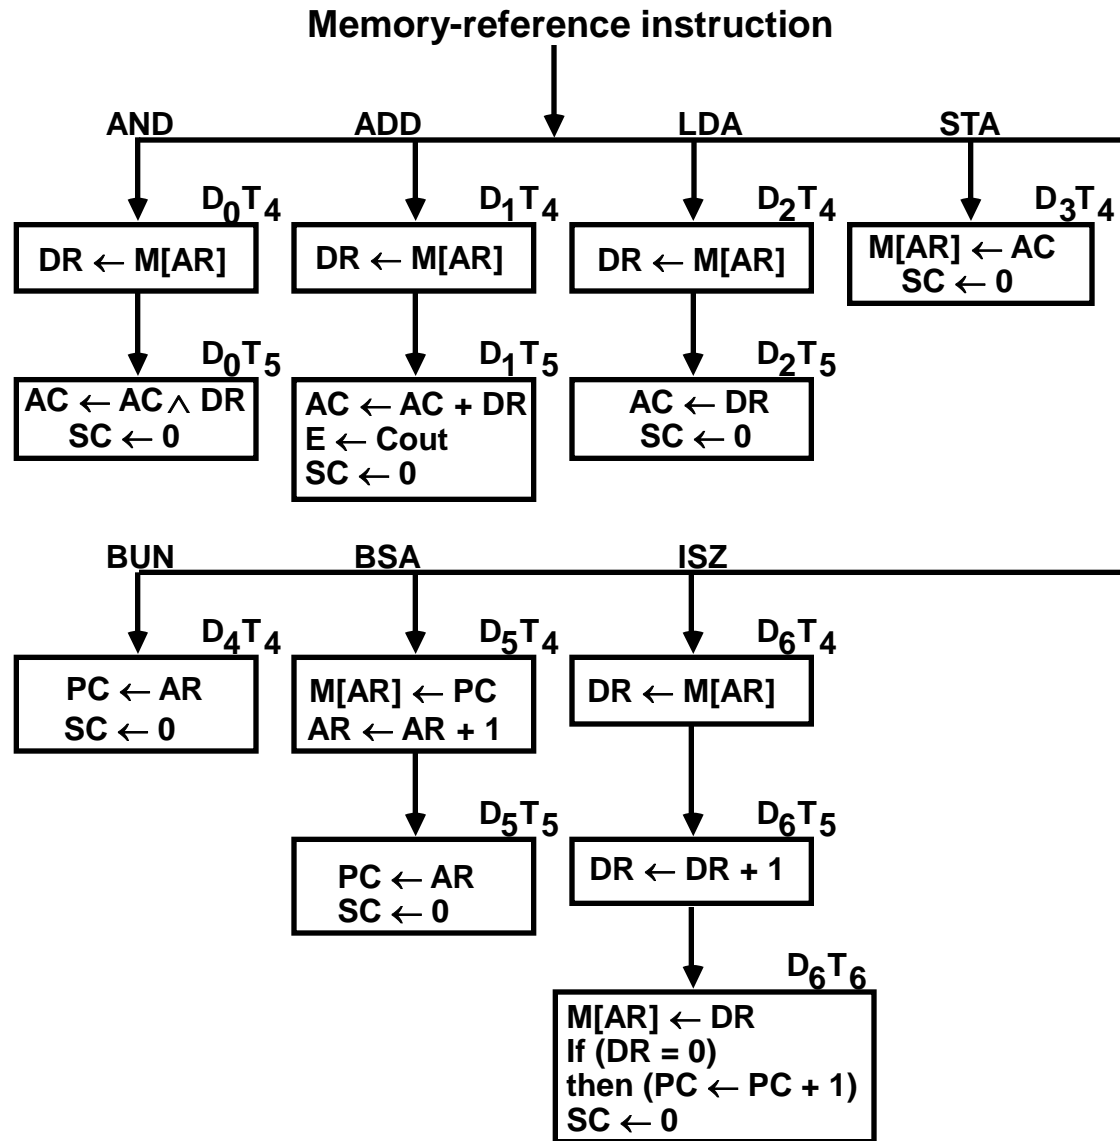 Memory-reference instruction
AND ADD LDA STA
D0T4 D1T4 D2T4 D3T4
DR ← M[AR]
DR ← M[AR]
DR ← M[AR]
M[AR] ← AC
SC ← 0
D0T5 D1T5 D2T5
AC ← AC ∧ DR
SC ← 0
AC ← AC + DR
E ← Cout
SC ← 0
AC ← DR
SC ← 0
BUN BSA ISZ
D4T4 D5T4 D6T4
PC ← AR
SC ← 0
M[AR] ← PC
AR ← AR + 1
DR ← M[AR]
D5T5 D6T5
PC ← AR
SC ← 0
DR ← DR + 1
D6T6
M[AR] ← DR
If (DR = 0)
then (PC ← PC + 1)
SC ← 0